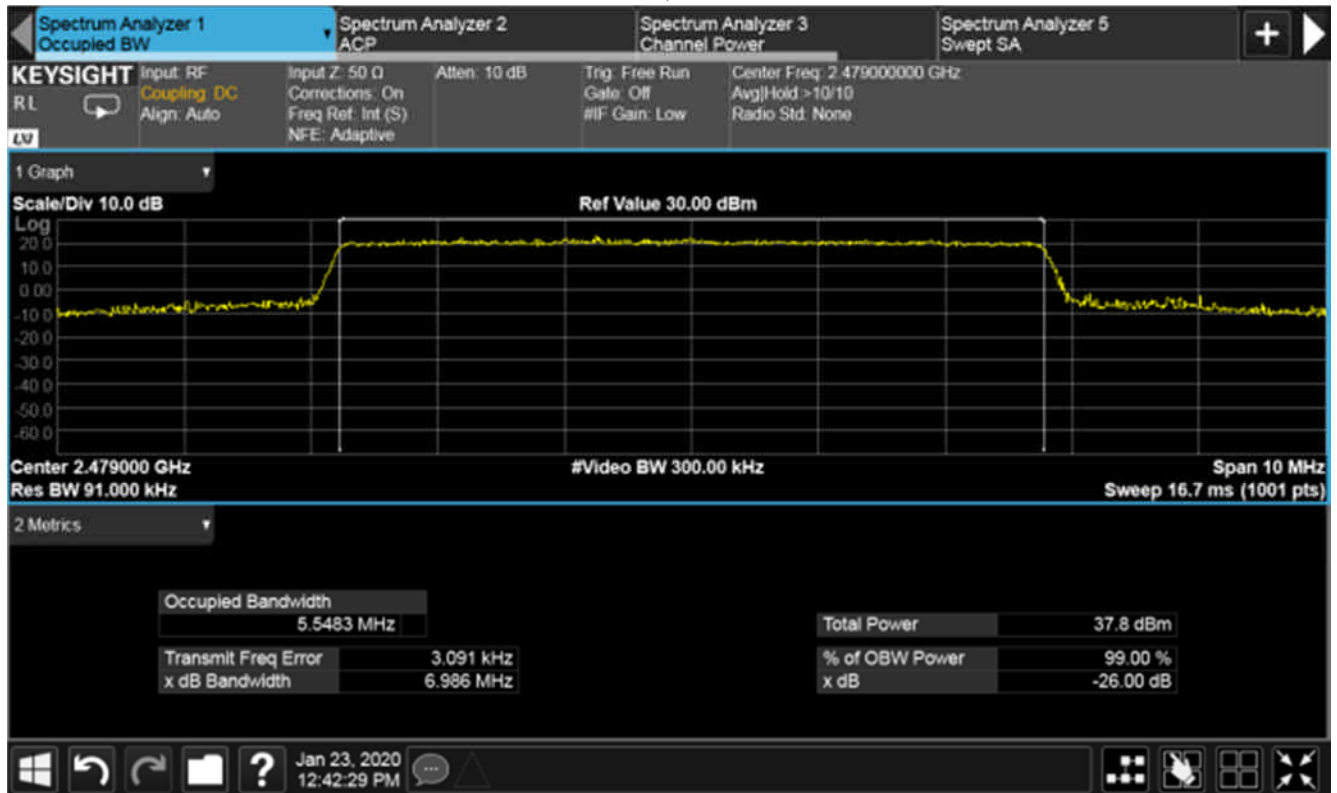 Spectrum Analyzer 1
Occupied BW
Spectrum Analyzer 2
ACP
Spectrum Analyzer 3
Channel Power
Spectrum Analyzer 5
Swept SA
+
KEYSIGHT
RL
LXI
Input: RF
Coupling: DC
Align: Auto
Input Z: 50 Ω
Corrections: On
Freq Ref: Int (S)
NFE: Adaptive
Atten: 10 dB
Trig: Free Run
Gate: Off
#IF Gain: Low
Center Freq: 2.479000000 GHz
Avg|Hold:>10/10
Radio Std: None
1 Graph
Scale/Div 10.0 dB
Ref Value 30.00 dBm
Log
20.0
10.0
0.00
-10.0
-20.0
-30.0
-40.0
-50.0
-60.0
Center 2.479000 GHz
#Video BW 300.00 kHz
Span 10 MHz
Res BW 91.000 kHz
Sweep 16.7 ms (1001 pts)
2 Metrics
Occupied Bandwidth
5.5483 MHz
Total Power 37.8 dBm
Transmit Freq Error 3.091 kHz
% of OBW Power 99.00 %
x dB Bandwidth 6.986 MHz
x dB -26.00 dB
?
Jan 23, 2020
12:42:29 PM